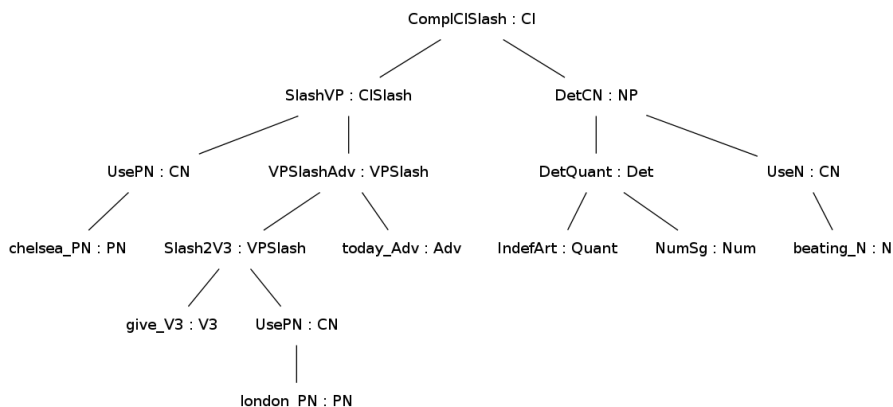 ComplClSlash : Cl
SlashVP : ClSlash
DetCN : NP
UsePN : CN
VPSlashAdv : VPSlash
DetQuant : Det
UseN : CN
chelsea_PN : PN
Slash2V3 : VPSlash
today_Adv : Adv
IndefArt : Quant
NumSg : Num
beating_N : N
give_V3 : V3
UsePN : CN
london_PN : PN